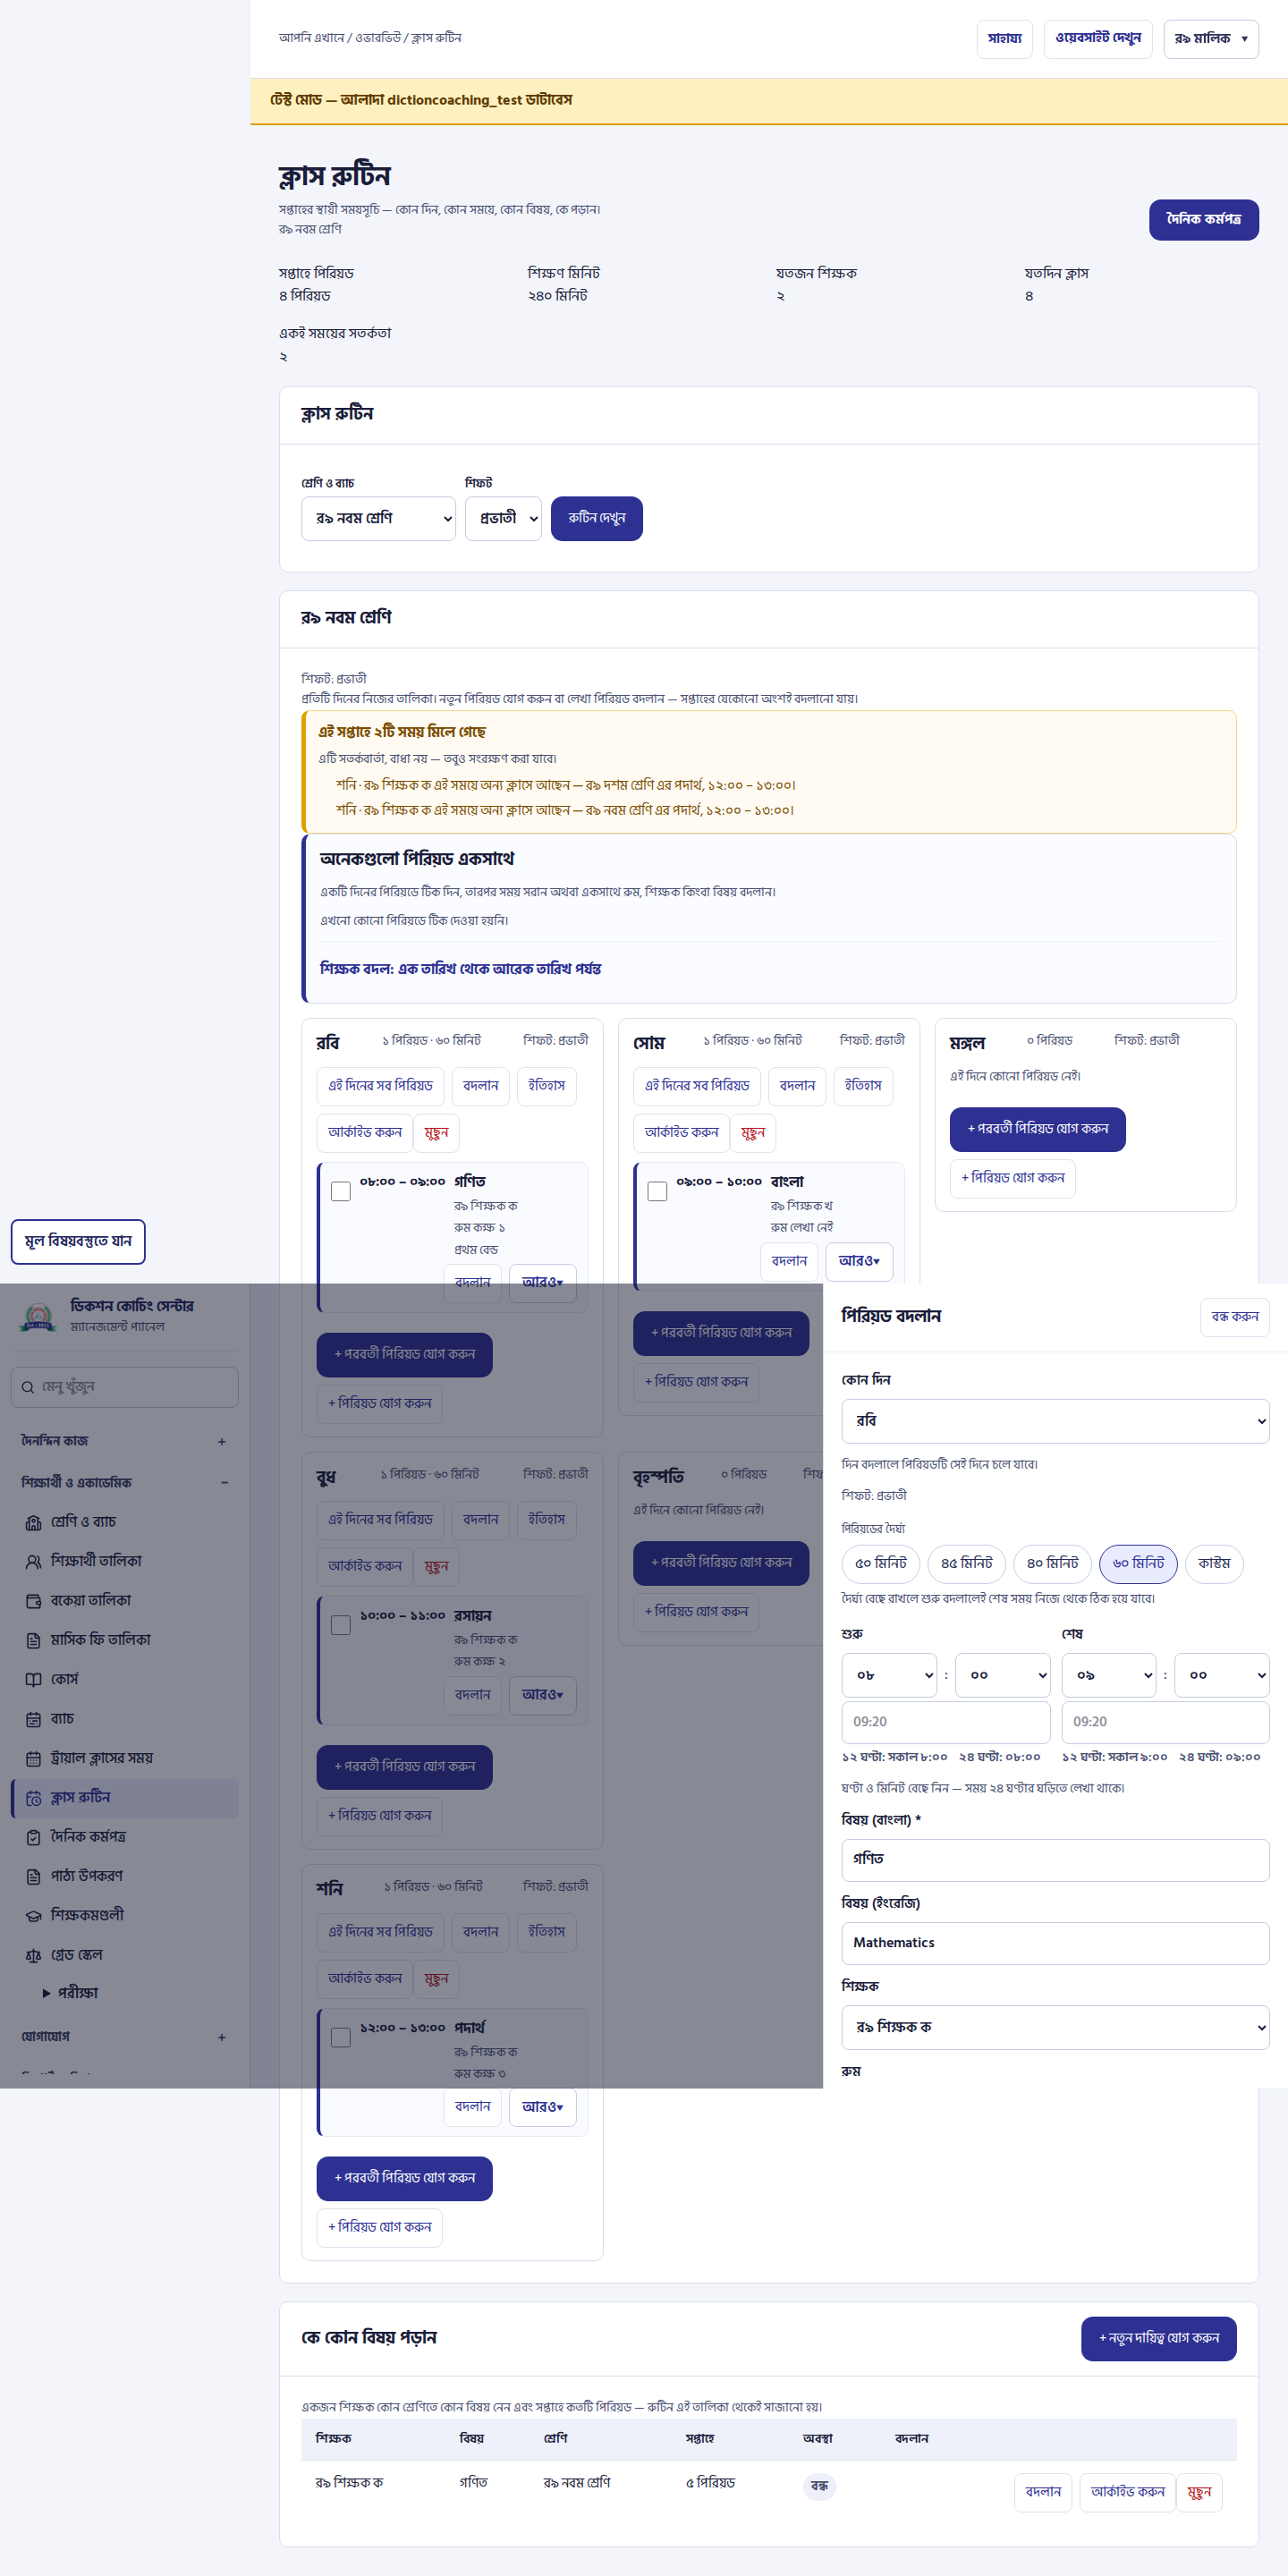 আপনি এখানে / ওভারভিউ / ক্লাস রুটিন
সাহায্য
ওয়েবসাইট দেখুন
র৯ মালিক
টেস্ট মোড — আলাদা dictioncoaching_test ডাটাবেস
ক্লাস রুটিন
সপ্তাহের স্থায়ী সময়সূচি — কোন দিন, কোন সময়ে, কোন বিষয়, কে পড়ান।
র৯ নবম শ্রেণি
দৈনিক কর্মপত্র
সপ্তাহে পিরিয়ড
৪ পিরিয়ড
শিক্ষণ মিনিট
২৪০ মিনিট
যতজন শিক্ষক
২
যতদিন ক্লাস
৪
একই সময়ের সতর্কতা
২
ক্লাস রুটিন
শ্রেণি ও ব্যাচ
শিফট
র৯ নবম শ্রেণি
প্রভাতী
রুটিন দেখুন
র৯ নবম শ্রেণি
শিফট: প্রভাতী
প্রতিটি দিনের নিজের তালিকা। নতুন পিরিয়ড যোগ করুন বা লেখা পিরিয়ড বদলান — সপ্তাহের যেকোনো অংশই বদলানো যায়।
এই সপ্তাহে ২টি সময় মিলে গেছে
এটি সতর্কবার্তা, বাধা নয় — তবুও সংরক্ষণ করা যাবে।
শনি · র৯ শিক্ষক ক এই সময়ে অন্য ক্লাসে আছেন — র৯ দশম শ্রেণি এর পদার্থ, ১২:০০ – ১৩:০০।
শনি · র৯ শিক্ষক ক এই সময়ে অন্য ক্লাসে আছেন — র৯ নবম শ্রেণি এর পদার্থ, ১২:০০ – ১৩:০০।
অনেকগুলো পিরিয়ড একসাথে
একটি দিনের পিরিয়ডে টিক দিন, তারপর সময় সরান অথবা একসাথে রুম, শিক্ষক কিংবা বিষয় বদলান।
এখনো কোনো পিরিয়ডে টিক দেওয়া হয়নি।
শিক্ষক বদল: এক তারিখ থেকে আরেক তারিখ পর্যন্ত
রবি
১ পিরিয়ড · ৬০ মিনিট
শিফট: প্রভাতী
এই দিনের সব পিরিয়ড
বদলান
ইতিহাস
আর্কাইভ করুন
মুছুন
০৮:০০ – ০৯:০০
গণিত
র৯ শিক্ষক ক
রুম কক্ষ ১
প্রথম বেন্ড
বদলান
আরও▾
+ পরবর্তী পিরিয়ড যোগ করুন
+ পিরিয়ড যোগ করুন
সোম
১ পিরিয়ড · ৬০ মিনিট
শিফট: প্রভাতী
এই দিনের সব পিরিয়ড
বদলান
ইতিহাস
আর্কাইভ করুন
মুছুন
০৯:০০ – ১০:০০
বাংলা
র৯ শিক্ষক খ
রুম লেখা নেই
বদলান
আরও▾
+ পরবর্তী পিরিয়ড যোগ করুন
+ পিরিয়ড যোগ করুন
মঙ্গল
০ পিরিয়ড
শিফট: প্রভাতী
এই দিনে কোনো পিরিয়ড নেই।
+ পরবর্তী পিরিয়ড যোগ করুন
+ পিরিয়ড যোগ করুন
মূল বিষয়বস্তুতে যান
ডিকশন কোচিং সেন্টার
ম্যানেজমেন্ট প্যানেল
মেনু খুঁজুন
দৈনন্দিন কাজ +
শিক্ষার্থী ও একাডেমিক −
শ্রেণি ও ব্যাচ
শিক্ষার্থী তালিকা
বকেয়া তালিকা
মাসিক ফি তালিকা
কোর্স
ব্যাচ
ট্রায়াল ক্লাসের সময়
ক্লাস রুটিন
দৈনিক কর্মপত্র
পাঠ্য উপকরণ
শিক্ষকমণ্ডলী
গ্রেড স্কেল
পরীক্ষা
যোগাযোগ +
বুধ
১ পিরিয়ড · ৬০ মিনিট
শিফট: প্রভাতী
এই দিনের সব পিরিয়ড
বদলান
ইতিহাস
আর্কাইভ করুন
মুছুন
১০:০০ – ১১:০০
রসায়ন
র৯ শিক্ষক ক
রুম কক্ষ ২
বদলান
আরও▾
+ পরবর্তী পিরিয়ড যোগ করুন
+ পিরিয়ড যোগ করুন
বৃহস্পতি
০ পিরিয়ড
এই দিনে কোনো পিরিয়ড নেই।
+ পরবর্তী পিরিয়ড যোগ করুন
+ পিরিয়ড যোগ করুন
শনি
১ পিরিয়ড · ৬০ মিনিট
শিফট: প্রভাতী
এই দিনের সব পিরিয়ড
বদলান
ইতিহাস
আর্কাইভ করুন
মুছুন
১২:০০ – ১৩:০০
পদার্থ
র৯ শিক্ষক ক
রুম কক্ষ ৩
বদলান
আরও▾
+ পরবর্তী পিরিয়ড যোগ করুন
+ পিরিয়ড যোগ করুন
পিরিয়ড বদলান
বন্ধ করুন
কোন দিন
রবি
দিন বদলালে পিরিয়ডটি সেই দিনে চলে যাবে।
শিফট: প্রভাতী
পিরিয়ডের দৈর্ঘ্য
৫০ মিনিট
৪৫ মিনিট
৪০ মিনিট
৬০ মিনিট
কাস্টম
দৈর্ঘ্য বেছে রাখলে শুরু বদলালেই শেষ সময় নিজে থেকে ঠিক হয়ে যাবে।
শুরু
শেষ
০৮ : ০০
০৯ : ০০
09:20
09:20
১২ ঘণ্টা: সকাল ৮:০০ ২৪ ঘণ্টা: ০৮:০০
১২ ঘণ্টা: সকাল ৯:০০ ২৪ ঘণ্টা: ০৯:০০
ঘণ্টা ও মিনিট বেছে নিন — সময় ২৪ ঘণ্টার ঘড়িতে লেখা থাকে।
বিষয় (বাংলা) *
গণিত
বিষয় (ইংরেজি)
Mathematics
শিক্ষক
র৯ শিক্ষক ক
রুম
কে কোন বিষয় পড়ান
+ নতুন দায়িত্ব যোগ করুন
একজন শিক্ষক কোন শ্রেণিতে কোন বিষয় নেন এবং সপ্তাহে কতটি পিরিয়ড — রুটিন এই তালিকা থেকেই সাজানো হয়।
শিক্ষক বিষয় শ্রেণি সপ্তাহে অবস্থা বদলান
র৯ শিক্ষক ক গণিত র৯ নবম শ্রেণি ৫ পিরিয়ড বন্ধ বদলান আর্কাইভ করুন মুছুন